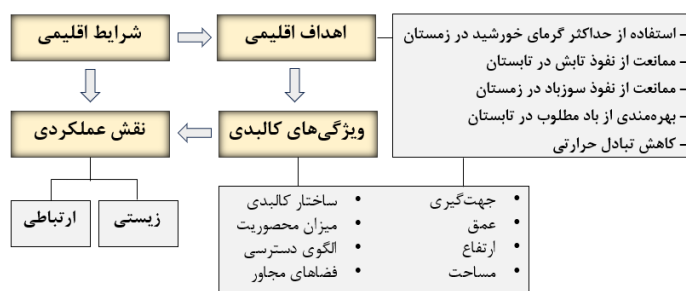 شرایط اقلیمی
اهداف اقلیمی
– استفاده از حداکثر گرمای خورشید در زمستان
– ممانعت از نفوذ تابش در تابستان
– ممانعت از نفوذ سوزباد در زمستان
– بهره‌مندی از باد مطلوب در تابستان
– کاهش تبادل حرارتی
ویژگی‌های کالبدی
نقش عملکردی
• جهت‌گیری
• عمق
• ارتفاع
• مساحت
• ساختار کالبدی
• میزان محصوریت
• الگوی دسترسی
• فضاهای مجاور
زیستی
ارتباطی